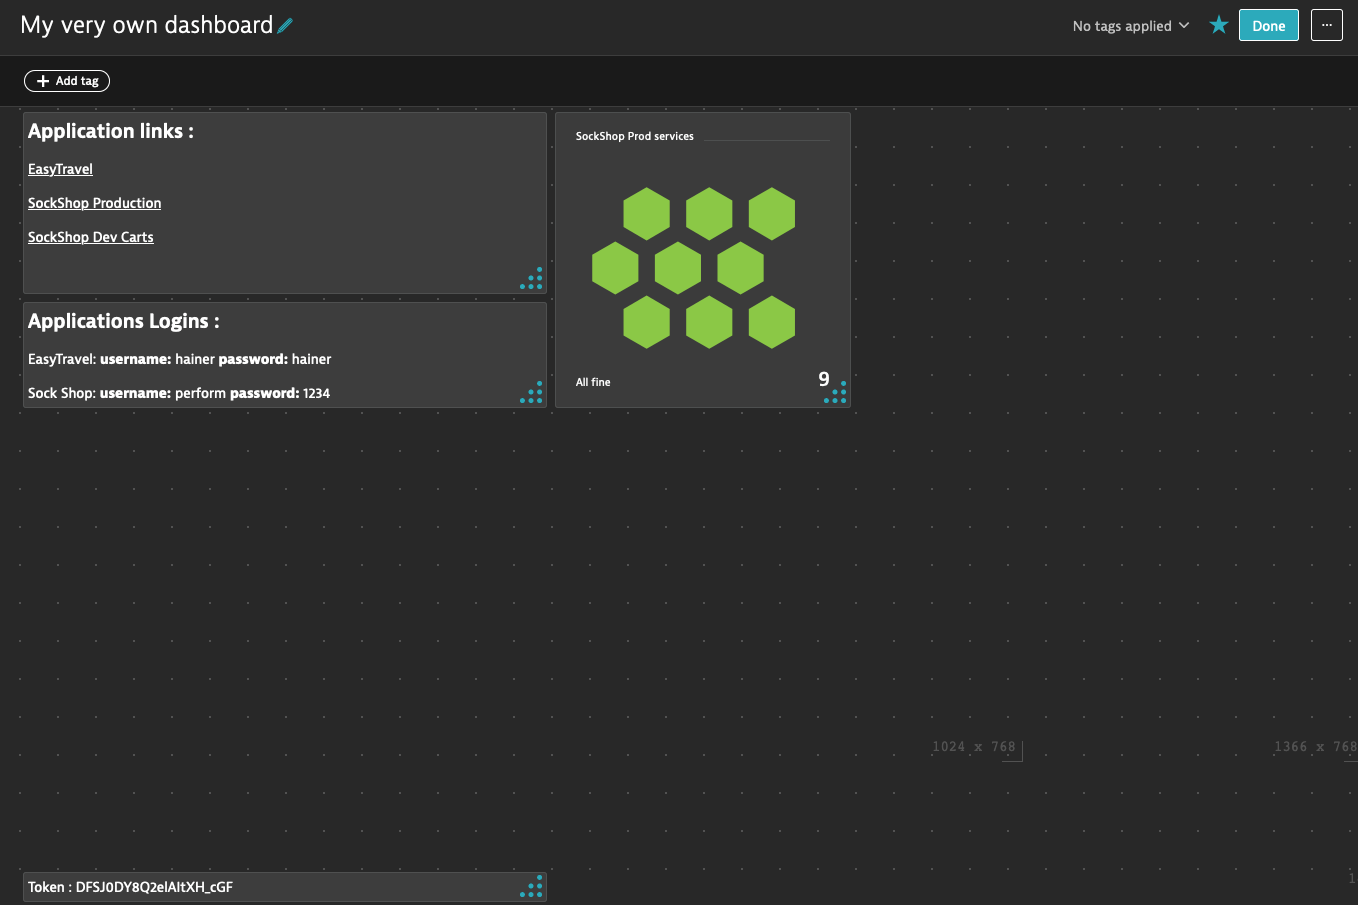 My very own dashboard
No tags applied
Done
...
Add tag
Application links :
EasyTravel
SockShop Production
SockShop Dev Carts
Applications Logins :
EasyTravel: username: hainer password: hainer
Sock Shop: username: perform password: 1234
SockShop Prod services
All fine
9
1024 x 768
1366 x 768
1
Token : DFSJ0DY8Q2elAItXH_cGF